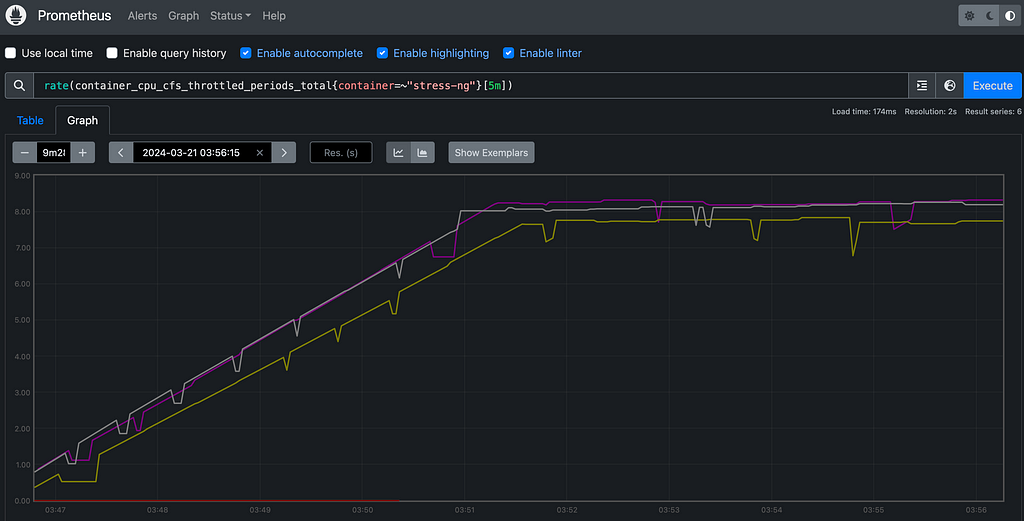 Prometheus Alerts Graph Status Help
Use local time Enable query history Enable autocomplete Enable highlighting Enable linter
rate(container_cpu_cfs_throttled_periods_total{container=~"stress-ng"}[5m]) Execute
Load time: 174ms Resolution: 2s Result series: 6
Table Graph
− 9m2 + < 2024-03-21 03:56:15 × > Res. (s) Show Exemplars
9.00
8.00
7.00
6.00
5.00
4.00
3.00
2.00
1.00
0.00
03:47 03:48 03:49 03:50 03:51 03:52 03:53 03:54 03:55 03:56